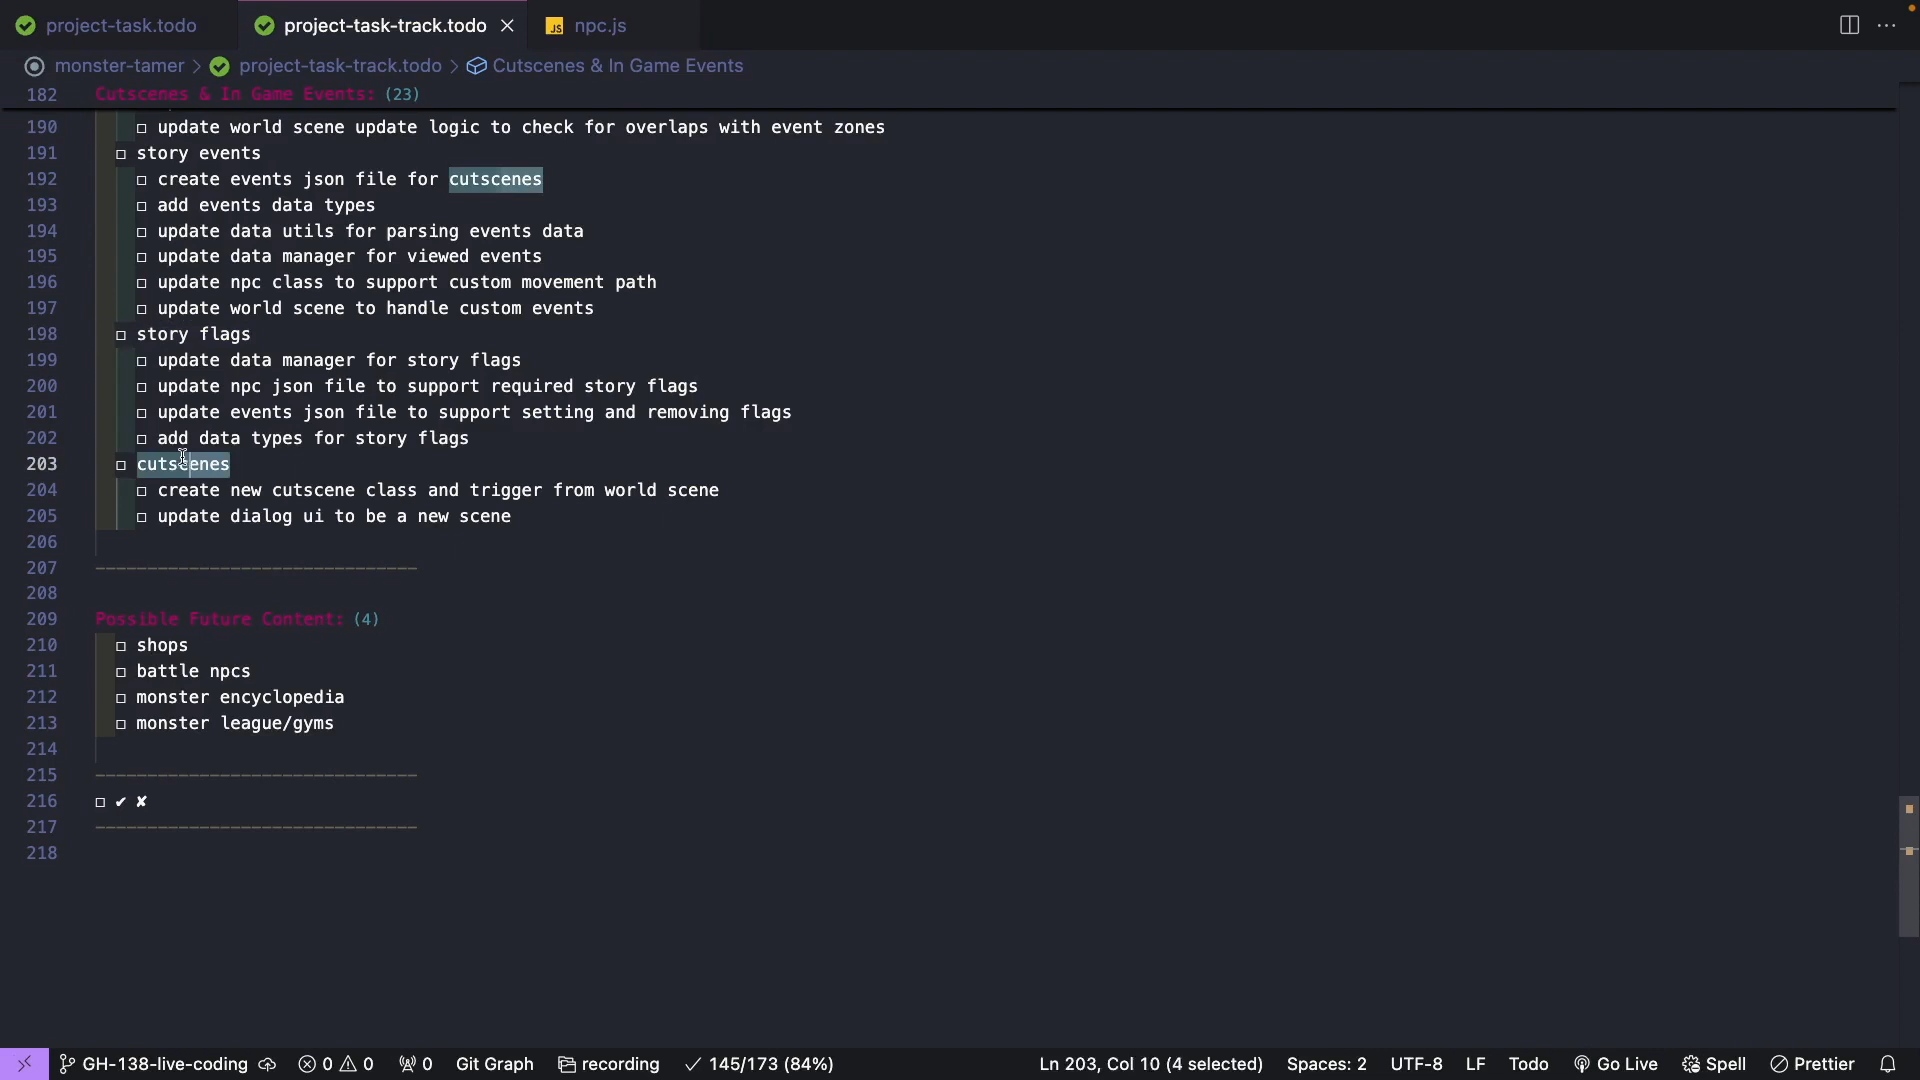 project-task.todo
project-task-track.todo
JS npc.js
monster-tamer > project-task-track.todo > Cutscenes & In Game Events
182 Cutscenes & In Game Events: (23)
190 □ update world scene update logic to check for overlaps with event zones
191 □ story events
192 □ create events json file for cutscenes
193 □ add events data types
194 □ update data utils for parsing events data
195 □ update data manager for viewed events
196 □ update npc class to support custom movement path
197 □ update world scene to handle custom events
198 □ story flags
199 □ update data manager for story flags
200 □ update npc json file to support required story flags
201 □ update events json file to support setting and removing flags
202 □ add data types for story flags
203 □ cutscenes
204 □ create new cutscene class and trigger from world scene
205 □ update dialog ui to be a new scene
206
207 ———————————————————————————————
208
209 Possible Future Content: (4)
210 □ shops
211 □ battle npcs
212 □ monster encyclopedia
213 □ monster league/gyms
214
215 ———————————————————————————————
216 □ ✔ ✘
217 ———————————————————————————————
218
GH-138-live-coding 0 0 0 Git Graph recording 145/173 (84%) Ln 203, Col 10 (4 selected) Spaces: 2 UTF-8 LF Todo Go Live Spell Prettier